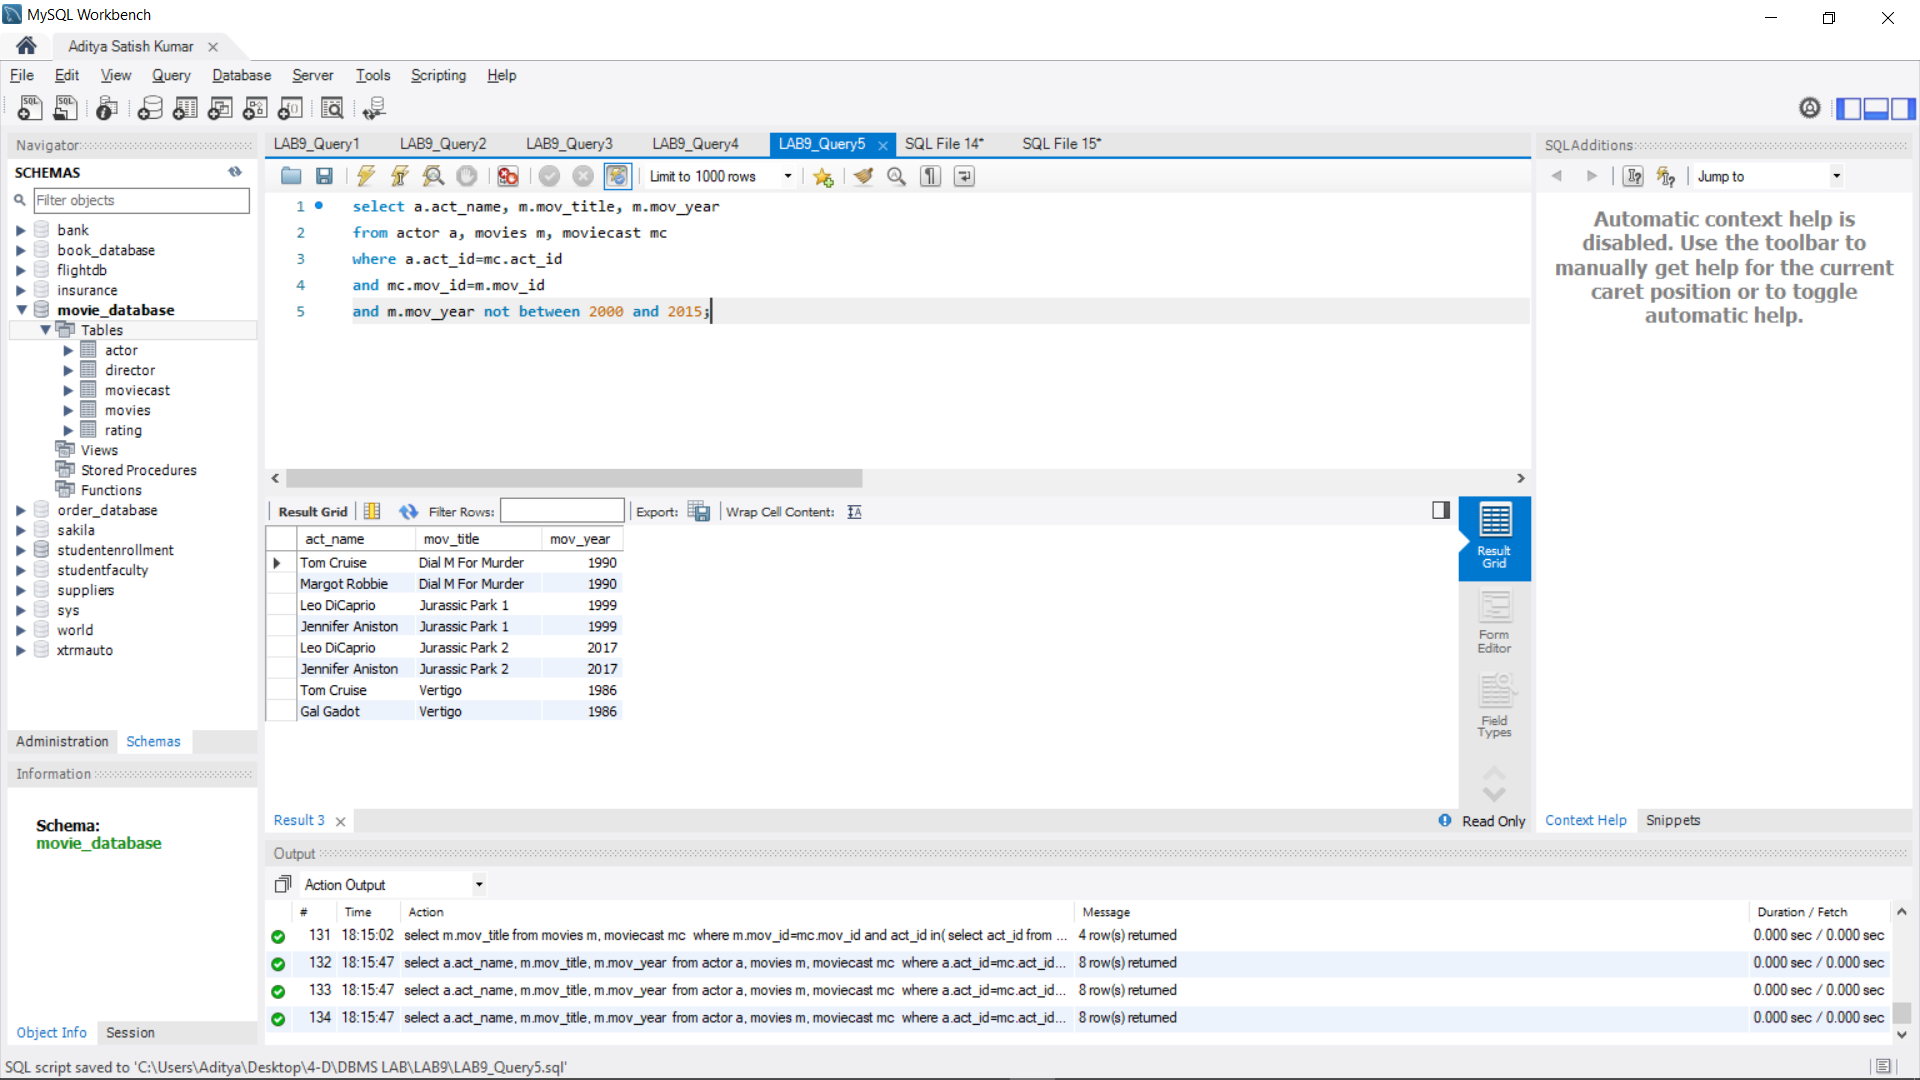 MySQL Workbench
Aditya Satish Kumar
File Edit View Query Database Server Tools Scripting Help
Navigator
SCHEMAS
Filter objects
bank
book_database
flightdb
insurance
movie_database
Tables
actor
director
moviecast
movies
rating
Views
Stored Procedures
Functions
order_database
sakila
studentenrollment
studentfaculty
suppliers
sys
world
xtrmauto
Administration Schemas
Information
Schema:
movie_database
Object Info Session
LAB9_Query1 LAB9_Query2 LAB9_Query3 LAB9_Query4 LAB9_Query5 SQL File 14* SQL File 15*
Limit to 1000 rows
1 select a.act_name, m.mov_title, m.mov_year
2 from actor a, movies m, moviecast mc
3 where a.act_id=mc.act_id
4 and mc.mov_id=m.mov_id
5 and m.mov_year not between 2000 and 2015;
Result Grid Filter Rows: Export: Wrap Cell Content:
act_name mov_title mov_year
Tom Cruise Dial M For Murder 1990
Margot Robbie Dial M For Murder 1990
Leo DiCaprio Jurassic Park 1 1999
Jennifer Aniston Jurassic Park 1 1999
Leo DiCaprio Jurassic Park 2 2017
Jennifer Aniston Jurassic Park 2 2017
Tom Cruise Vertigo 1986
Gal Gadot Vertigo 1986
Result
Grid
Form
Editor
Field
Types
Result 3
Read Only
SQLAdditions
Jump to
Automatic context help is
disabled. Use the toolbar to
manually get help for the current
caret position or to toggle
automatic help.
Context Help Snippets
Output
Action Output
# Time Action Message Duration / Fetch
131 18:15:02 select m.mov_title from movies m, moviecast mc where m.mov_id=mc.mov_id and act_id in( select act_id from ... 4 row(s) returned 0.000 sec / 0.000 sec
132 18:15:47 select a.act_name, m.mov_title, m.mov_year from actor a, movies m, moviecast mc where a.act_id=mc.act_id... 8 row(s) returned 0.000 sec / 0.000 sec
133 18:15:47 select a.act_name, m.mov_title, m.mov_year from actor a, movies m, moviecast mc where a.act_id=mc.act_id... 8 row(s) returned 0.000 sec / 0.000 sec
134 18:15:47 select a.act_name, m.mov_title, m.mov_year from actor a, movies m, moviecast mc where a.act_id=mc.act_id... 8 row(s) returned 0.000 sec / 0.000 sec
SQL script saved to 'C:\Users\Aditya\Desktop\4-D\DBMS LAB\LAB9\LAB9_Query5.sql'